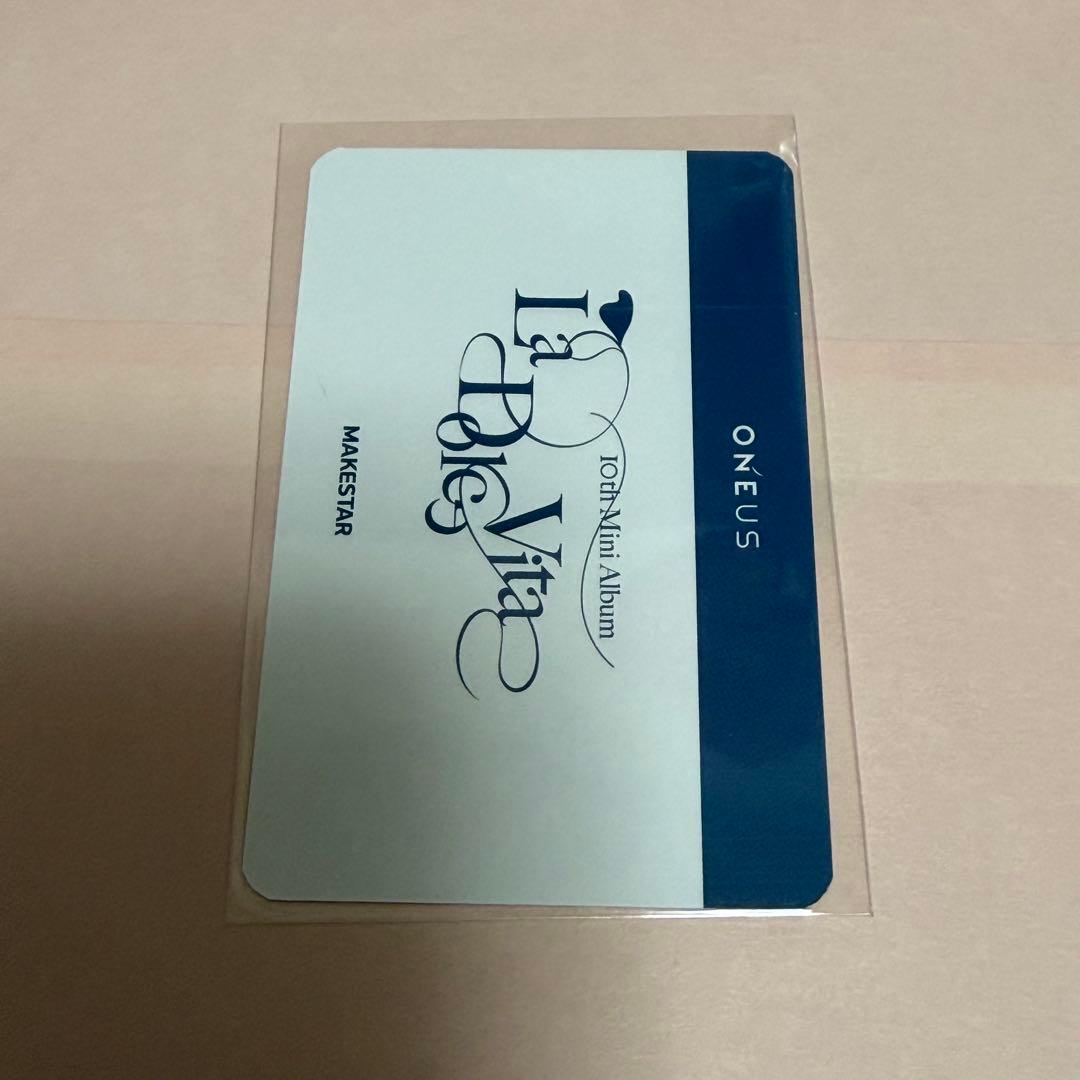 ONEUS
10th Mini Album
La
Dolce Vita
MAKESTAR